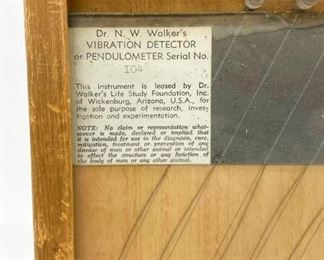 Dr. N. W. Walker's
VIBRATION DETECTOR
or PENDULOMETER Serial No.
104
This instrument is leased by Dr.
Walker's Life Study Foundation, Inc.
of Wickenburg, Arizona, U.S.A., for
the sole purpose of research, inves-
tigation and experimentation.
NOTE: No claim or representation what-
soever is made, declared or implied that
it is intended for use in the diagnosis, cure,
mitigation, treatment or prevention of any
disease of men or other animal or intended
to affect the structure or any function of
the body of men or any other animal.